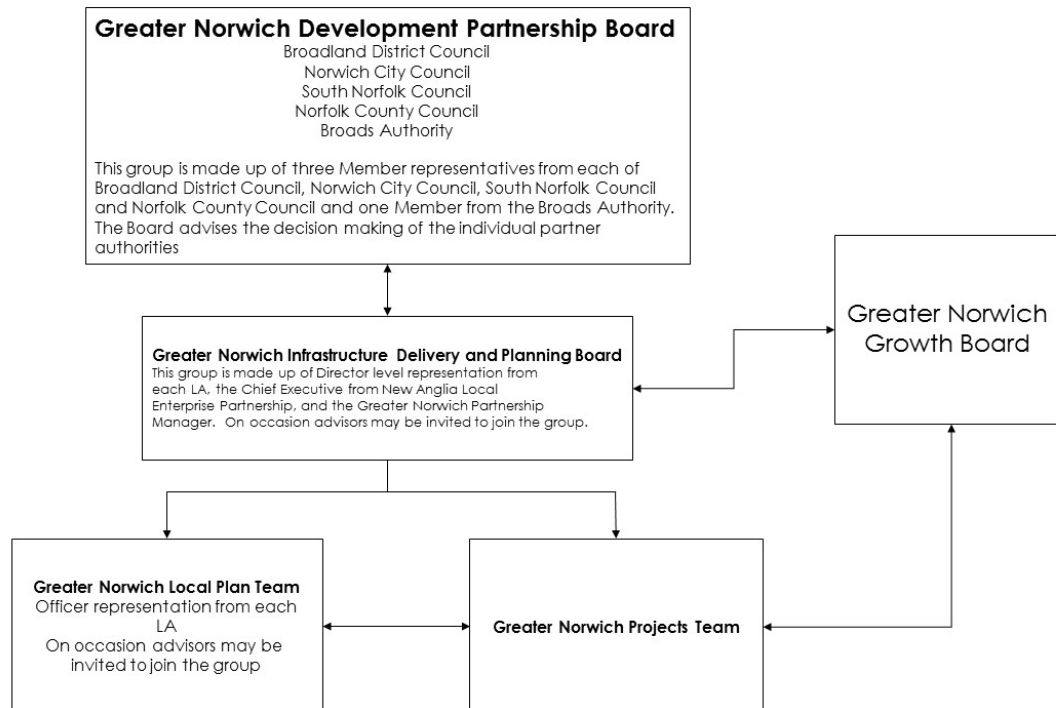 Greater Norwich Development Partnership Board
Broadland District Council
Norwich City Council
South Norfolk Council
Norfolk County Council
Broads Authority
This group is made up of three Member representatives from each of
Broadland District Council, Norwich City Council, South Norfolk Council
and Norfolk County Council and one Member from the Broads Authority.
The Board advises the decision making of the individual partner
authorities
Greater Norwich Infrastructure Delivery and Planning Board
This group is made up of Director level representation from
each LA, the Chief Executive from New Anglia Local
Enterprise Partnership, and the Greater Norwich Partnership
Manager. On occasion advisors may be invited to join the group.
Greater Norwich
Growth Board
Greater Norwich Local Plan Team
Officer representation from each
LA
On occasion advisors may be
invited to join the group
Greater Norwich Projects Team